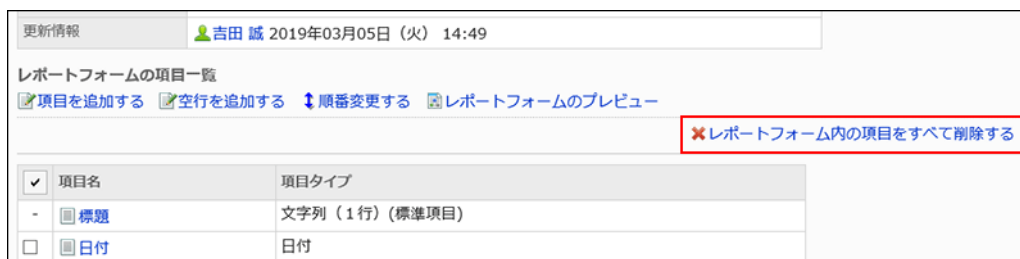 更新情報 吉田 誠 2019年03月05日（火） 14:49
レポートフォームの項目一覧
項目を追加する 空行を追加する 順番変更する レポートフォームのプレビュー
レポートフォーム内の項目をすべて削除する
項目名 項目タイプ
- 標題 文字列（１行）(標準項目)
日付 日付